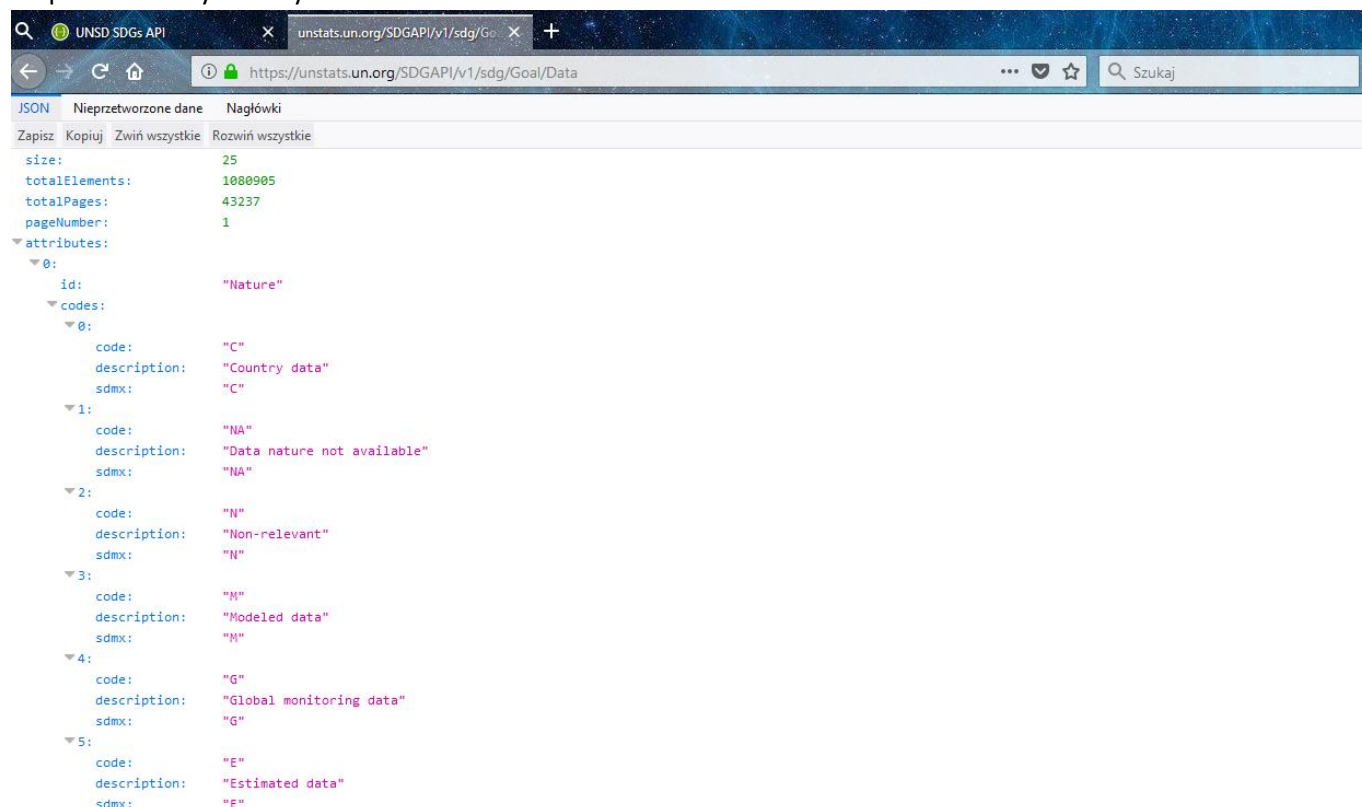 UNSD SDGs API unstats.un.org/SDGAPI/v1/sdg/Go
https://unstats.un.org/SDGAPI/v1/sdg/Goal/Data Szukaj
JSON Nieprzetworzone dane Nagłówki
Zapisz Kopiuj Zwiń wszystkie Rozwiń wszystkie
size: 25
totalElements: 1080905
totalPages: 43237
pageNumber: 1
attributes:
0:
id: "Nature"
codes:
0:
code: "C"
description: "Country data"
sdmx: "C"
1:
code: "NA"
description: "Data nature not available"
sdmx: "NA"
2:
code: "N"
description: "Non-relevant"
sdmx: "N"
3:
code: "M"
description: "Modeled data"
sdmx: "M"
4:
code: "G"
description: "Global monitoring data"
sdmx: "G"
5:
code: "E"
description: "Estimated data"
sdmx: "E"